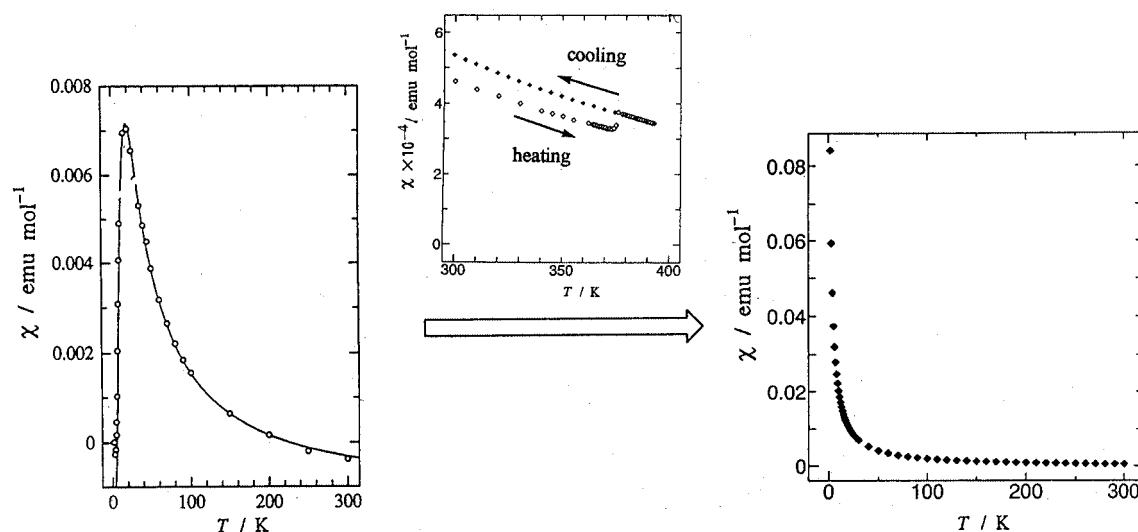 0.008
0.006
0.004
0.002
0
χ / emu mol⁻¹
0 100 200 300
T / K
6
4
2
0
χ ×10⁻⁴/ emu mol⁻¹
cooling
heating
300 350 400
T / K
0.08
0.06
0.04
0.02
0
χ / emu mol⁻¹
0 100 200 300
T / K